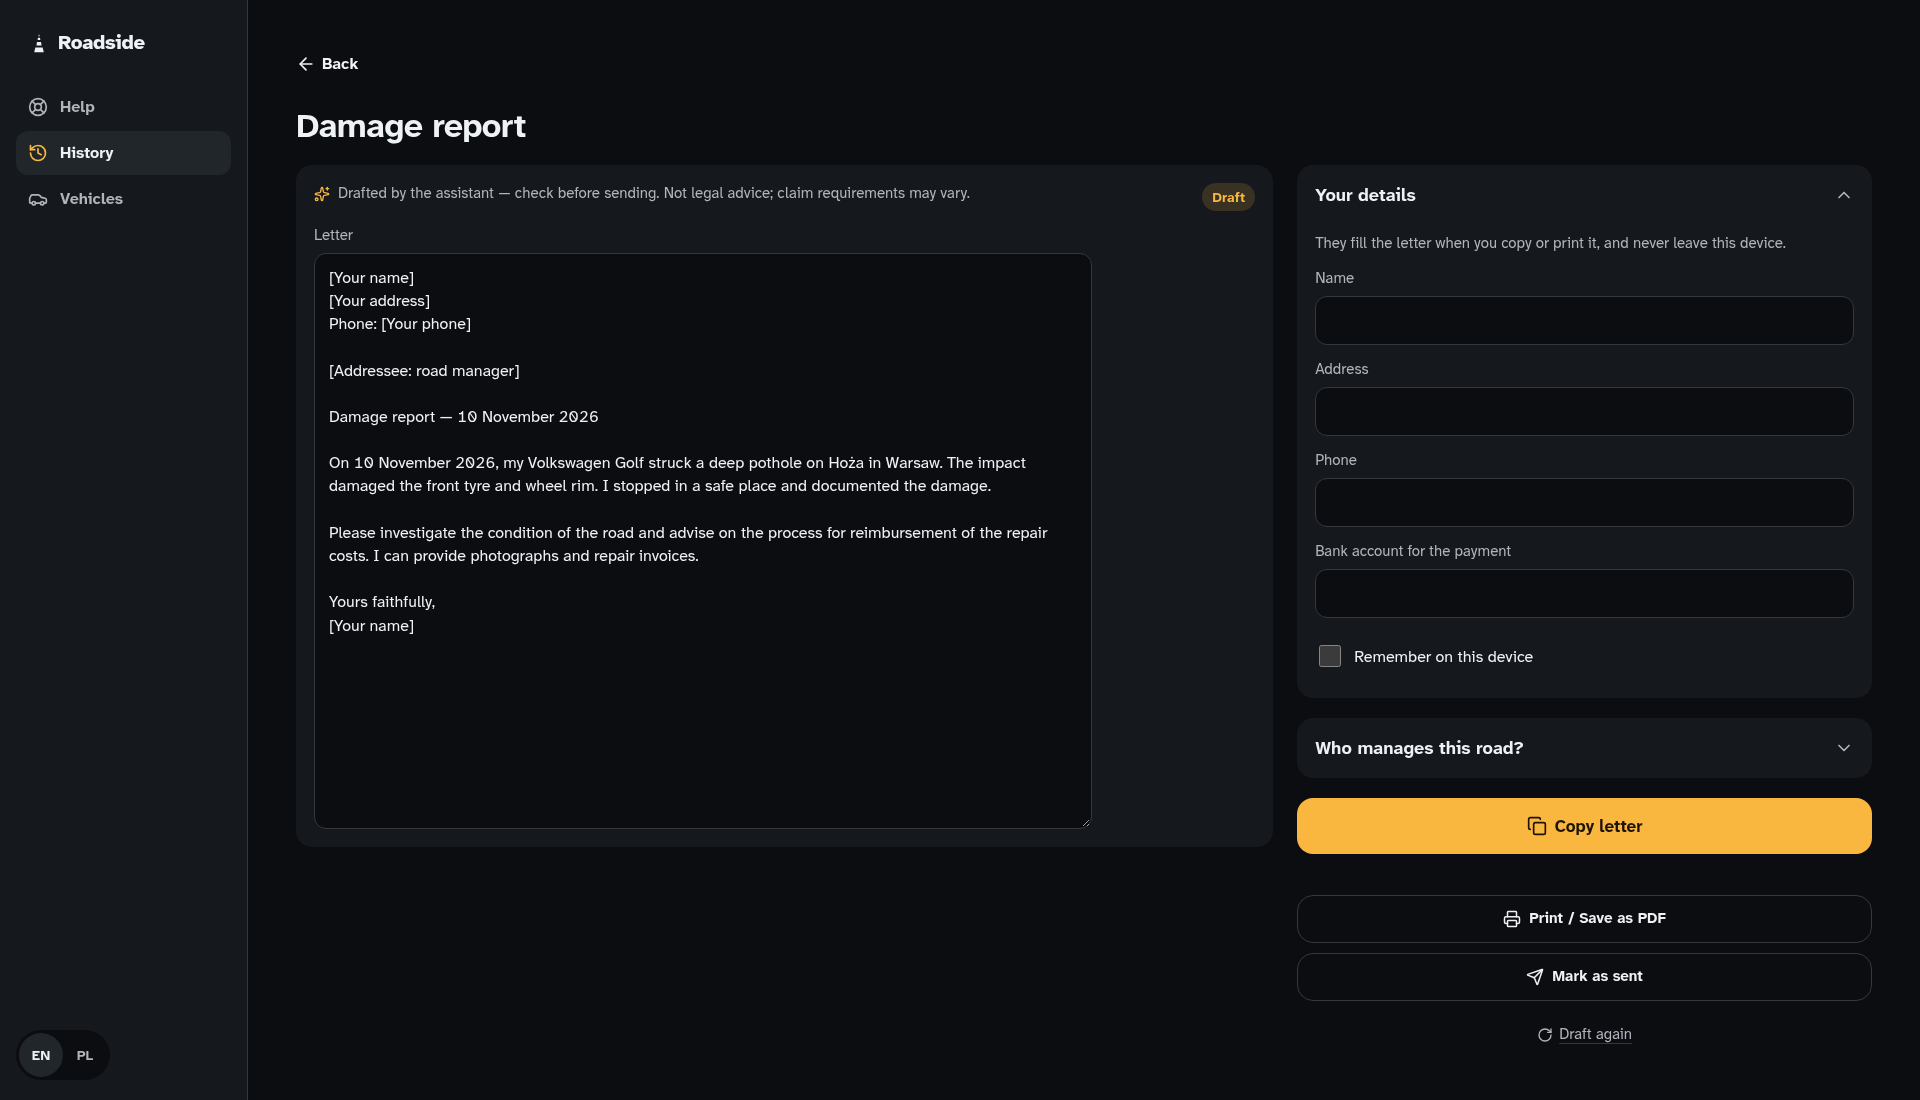 Roadside
Help
History
Vehicles
EN
PL
Back
Damage report
Drafted by the assistant — check before sending. Not legal advice; claim requirements may vary.
Draft
Letter
[Your name]
[Your address]
Phone: [Your phone]
[Addressee: road manager]
Damage report — 10 November 2026
On 10 November 2026, my Volkswagen Golf struck a deep pothole on Hoża in Warsaw. The impact
damaged the front tyre and wheel rim. I stopped in a safe place and documented the damage.
Please investigate the condition of the road and advise on the process for reimbursement of the repair
costs. I can provide photographs and repair invoices.
Yours faithfully,
[Your name]
Your details
They fill the letter when you copy or print it, and never leave this device.
Name
Address
Phone
Bank account for the payment
Remember on this device
Who manages this road?
Copy letter
Print / Save as PDF
Mark as sent
Draft again